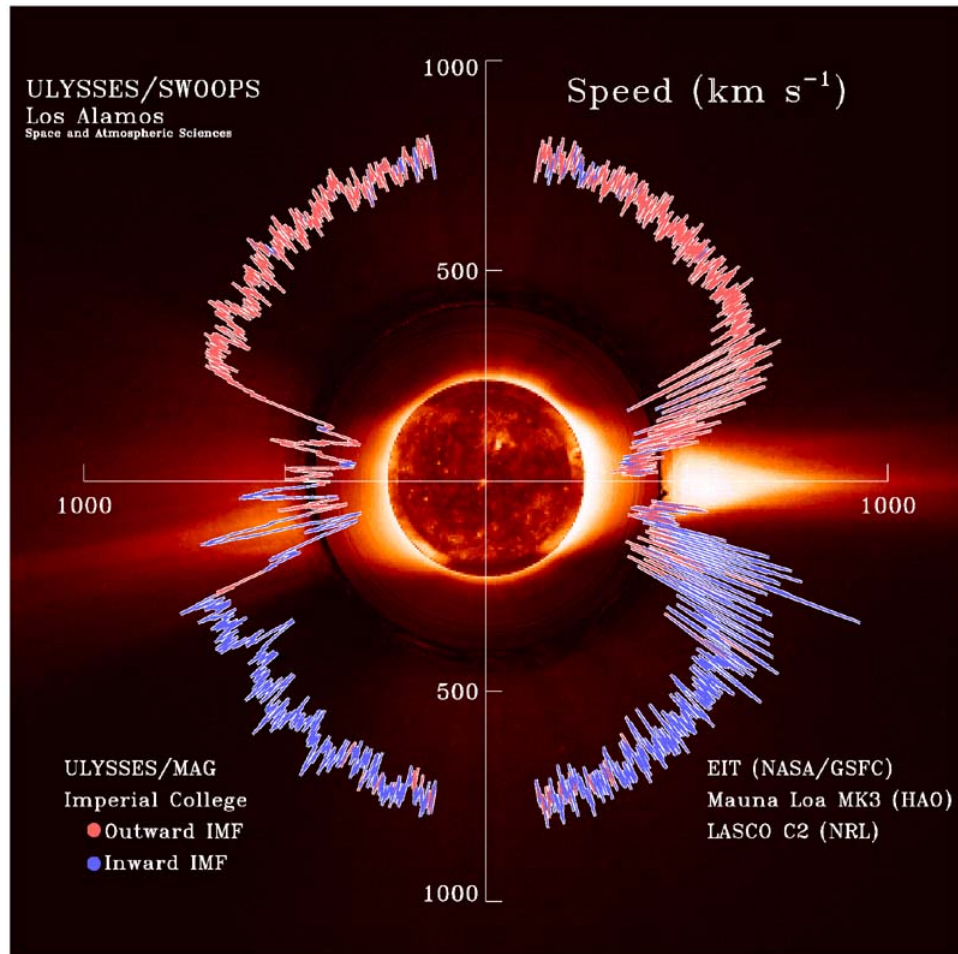 ULYSSES/SWOOPS
Los Alamos
Space and Atmospheric Sciences
Speed (km s⁻¹)
1000
500
1000
1000
500
1000
ULYSSES/MAG
Imperial College
Outward IMF
Inward IMF
EIT (NASA/GSFC)
Mauna Loa MK3 (HAO)
LASCO C2 (NRL)